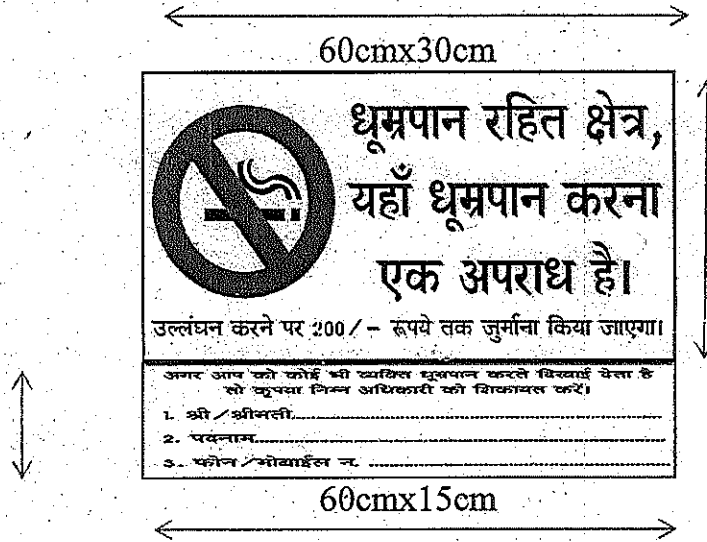 60cmx30cm
धूम्रपान रहित क्षेत्र,
यहाँ धूम्रपान करना
एक अपराध है।
उल्लंघन करने पर 200/- रूपये तक जुर्माना किया जाएगा।
अगर आप को कोई भी व्यक्ति धूम्रपान करते दिखाई देता है
तो कृपया निम्न अधिकारी को शिकायत करें।
1. श्री/श्रीमती
2. पदनाम
3. फोन/मोबाईल न.
60cmx15cm